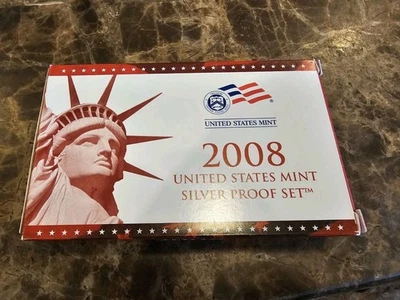 UNITED STATES MINT
2008
UNITED STATES MINT
SILVER PROOF SET™